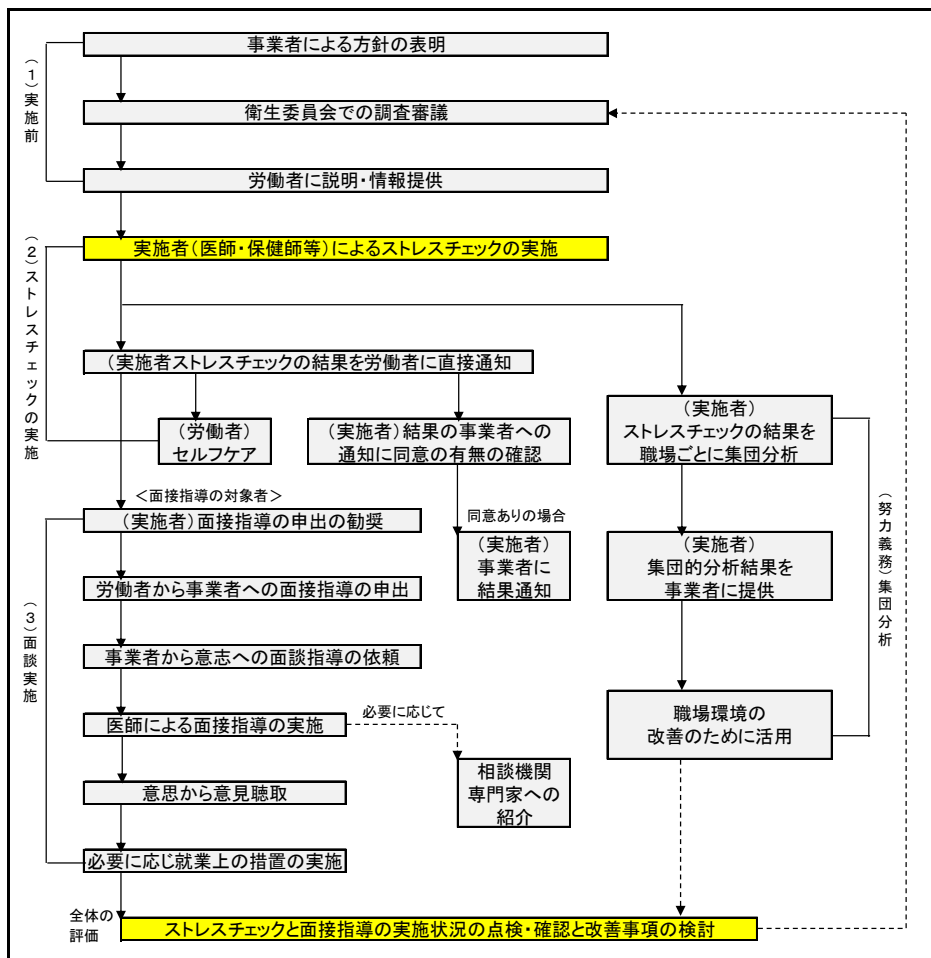 事業者による方針の表明
(1)実施前
衛生委員会での調査審議
労働者に説明・情報提供
実施者(医師・保健師等)によるストレスチェックの実施
(2)ストレスチェックの実施
(実施者ストレスチェックの結果を労働者に直接通知
(労働者)
セルフケア
(実施者)結果の事業者への
通知に同意の有無の確認
(実施者)
ストレスチェックの結果を
職場ごとに集団分析
<面接指導の対象者>
(実施者)面接指導の申出の勧奨
同意ありの場合
(実施者)
事業者に
結果通知
(実施者)
集団的分析結果を
事業者に提供
(努力義務)集団分析
労働者から事業者への面接指導の申出
(3)面談実施
事業者から意志への面談指導の依頼
医師による面接指導の実施
必要に応じて
職場環境の
改善のために活用
相談機関
専門家への
紹介
意思から意見聴取
必要に応じ就業上の措置の実施
全体の
評価
ストレスチェックと面接指導の実施状況の点検・確認と改善事項の検討